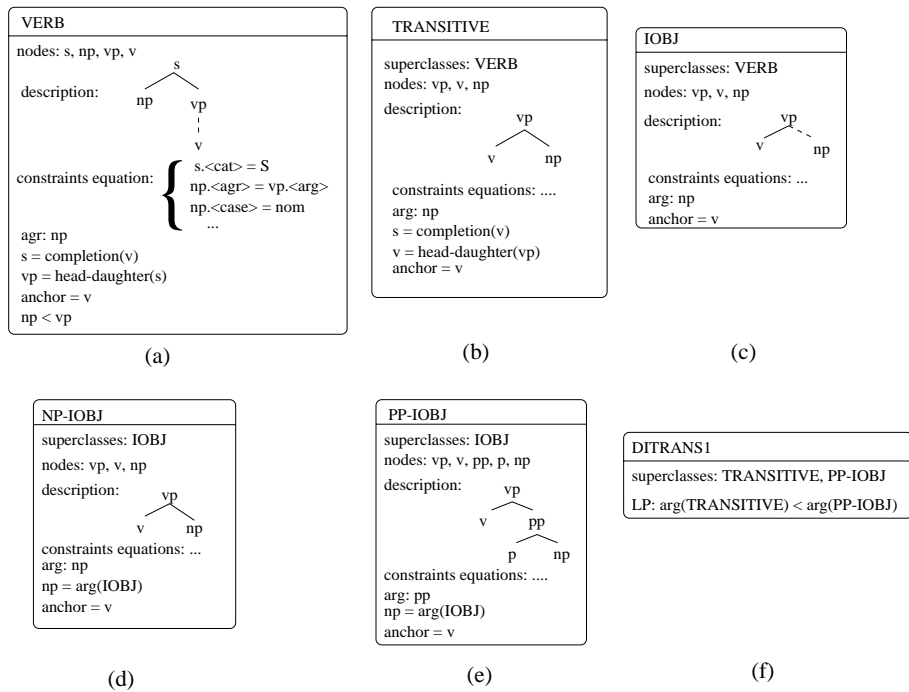 VERB
nodes: s, np, vp, v
s
description:
np
vp
v
constraints equation:
s.<cat> = S
np.<agr> = vp.<arg>
np.<case> = nom
...
agr: np
s = completion(v)
vp = head-daughter(s)
anchor = v
np < vp
(a)
TRANSITIVE
superclasses: VERB
nodes: vp, v, np
description:
vp
v
np
constraints equations: ....
arg: np
s = completion(v)
v = head-daughter(vp)
anchor = v
(b)
IOBJ
superclasses: VERB
nodes: vp, v, np
description:
vp
v
np
constraints equations: ...
arg: np
anchor = v
(c)
NP-IOBJ
superclasses: IOBJ
nodes: vp, v, np
description:
vp
v
np
constraints equations: ...
arg: np
np = arg(IOBJ)
anchor = v
(d)
PP-IOBJ
superclasses: IOBJ
nodes: vp, v, pp, p, np
description:
vp
v
pp
p
np
constraints equations: ....
arg: pp
np = arg(IOBJ)
anchor = v
(e)
DITRANS1
superclasses: TRANSITIVE, PP-IOBJ
LP: arg(TRANSITIVE) < arg(PP-IOBJ)
(f)